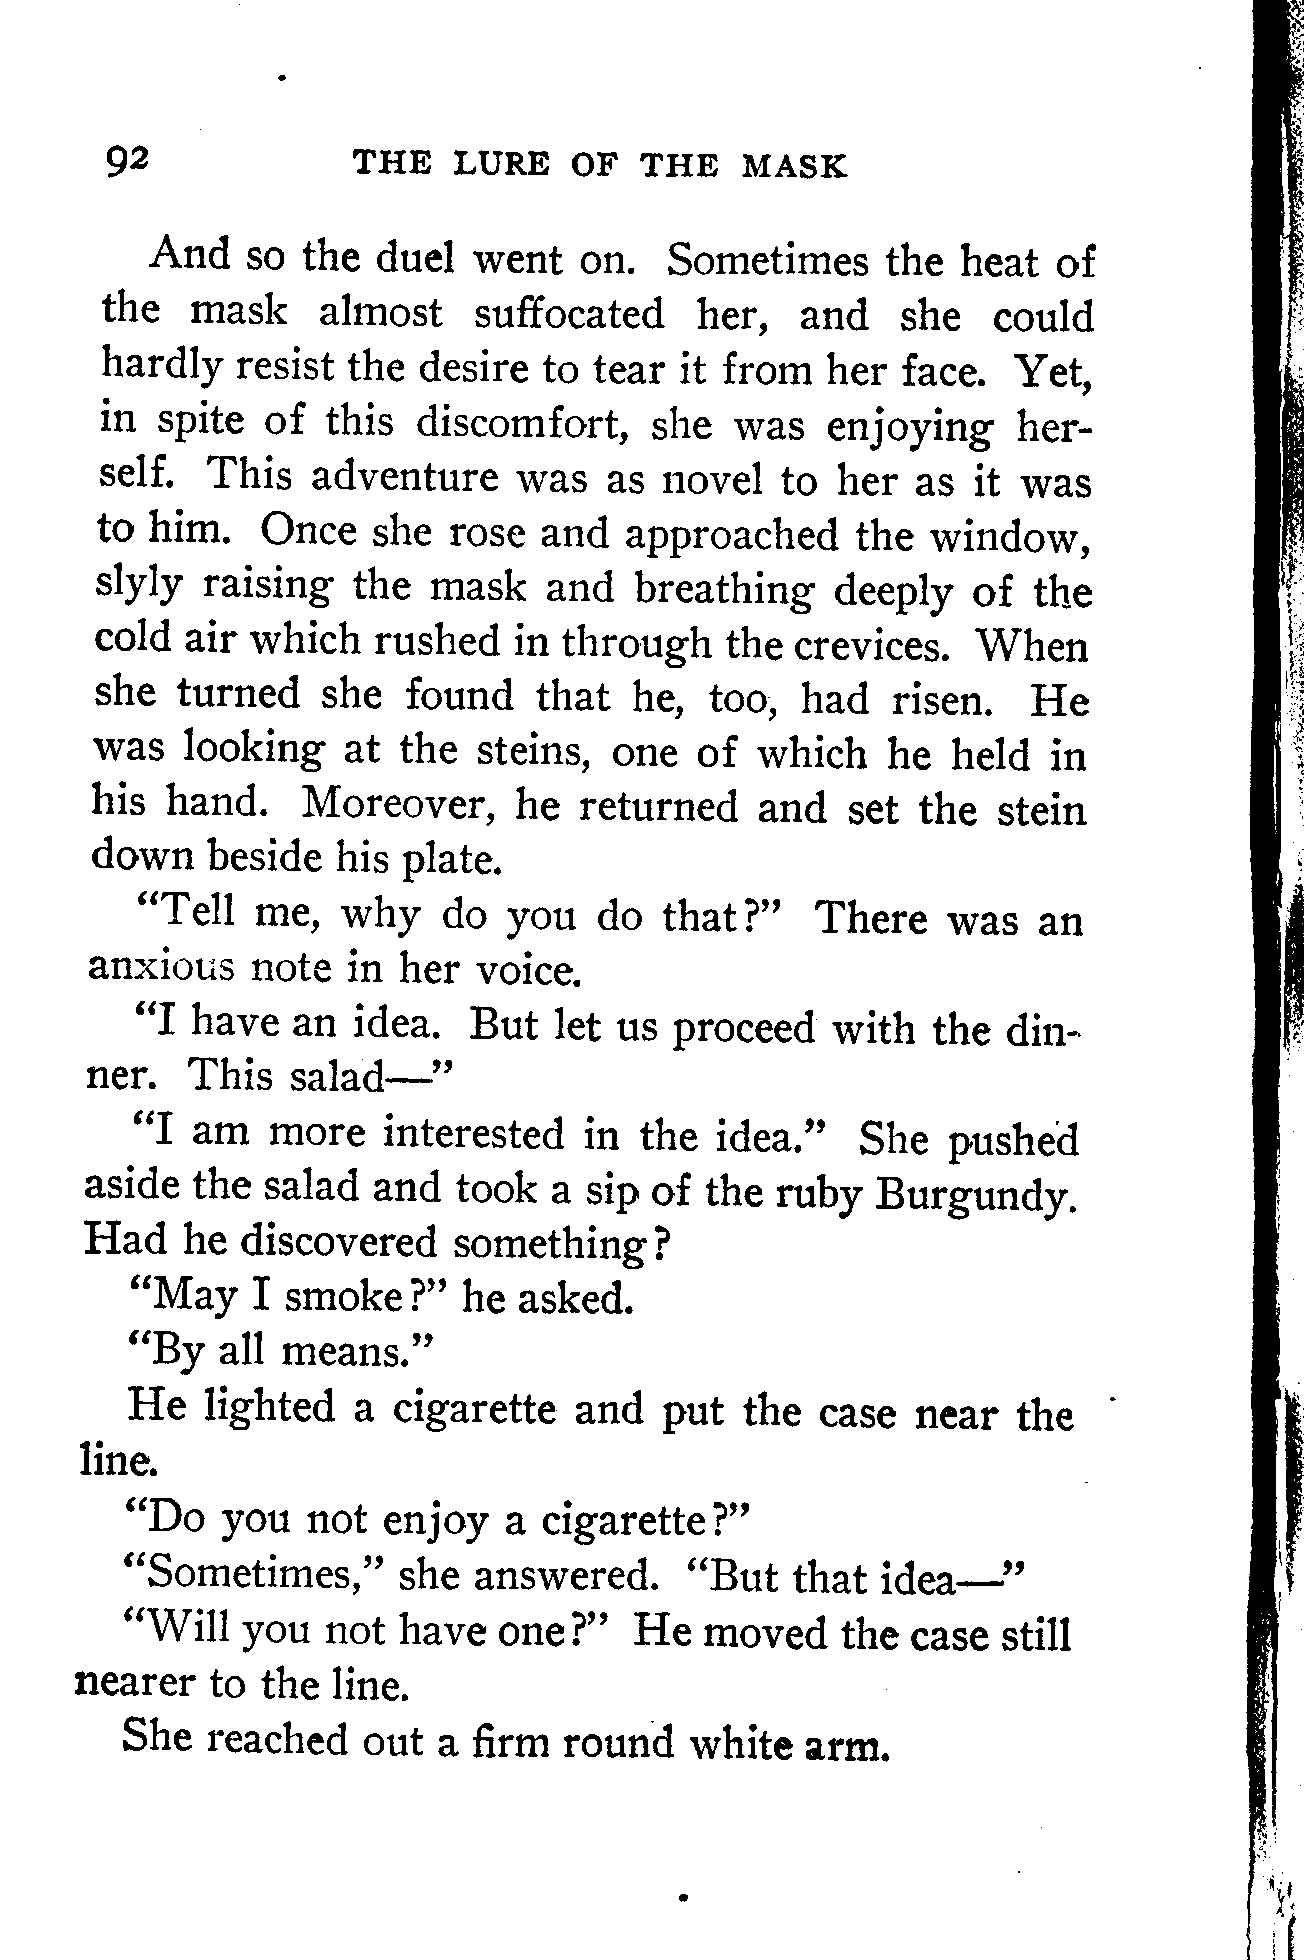 92 THE LURE OF THE MASK
And so the duel went on. Sometimes the heat of
the mask almost suffocated her, and she could
hardly resist the desire to tear it from her face. Yet,
in spite of this discomfort, she was enjoying her-
self. This adventure was as novel to her as it was
to him. Once she rose and approached the window,
slyly raising the mask and breathing deeply of the
cold air which rushed in through the crevices. When
she turned she found that he, too, had risen. He
was looking at the steins, one of which he held in
his hand. Moreover, he returned and set the stein
down beside his plate.
“Tell me, why do you do that?” There was an
anxious note in her voice.
“I have an idea. But let us proceed with the din-
ner. This salad—”
“I am more interested in the idea.” She pushed
aside the salad and took a sip of the ruby Burgundy.
Had he discovered something?
“May I smoke?” he asked.
“By all means.”
He lighted a cigarette and put the case near the
line.
“Do you not enjoy a cigarette?”
“Sometimes,” she answered. “But that idea—”
“Will you not have one?” He moved the case still
nearer to the line.
She reached out a firm round white arm.